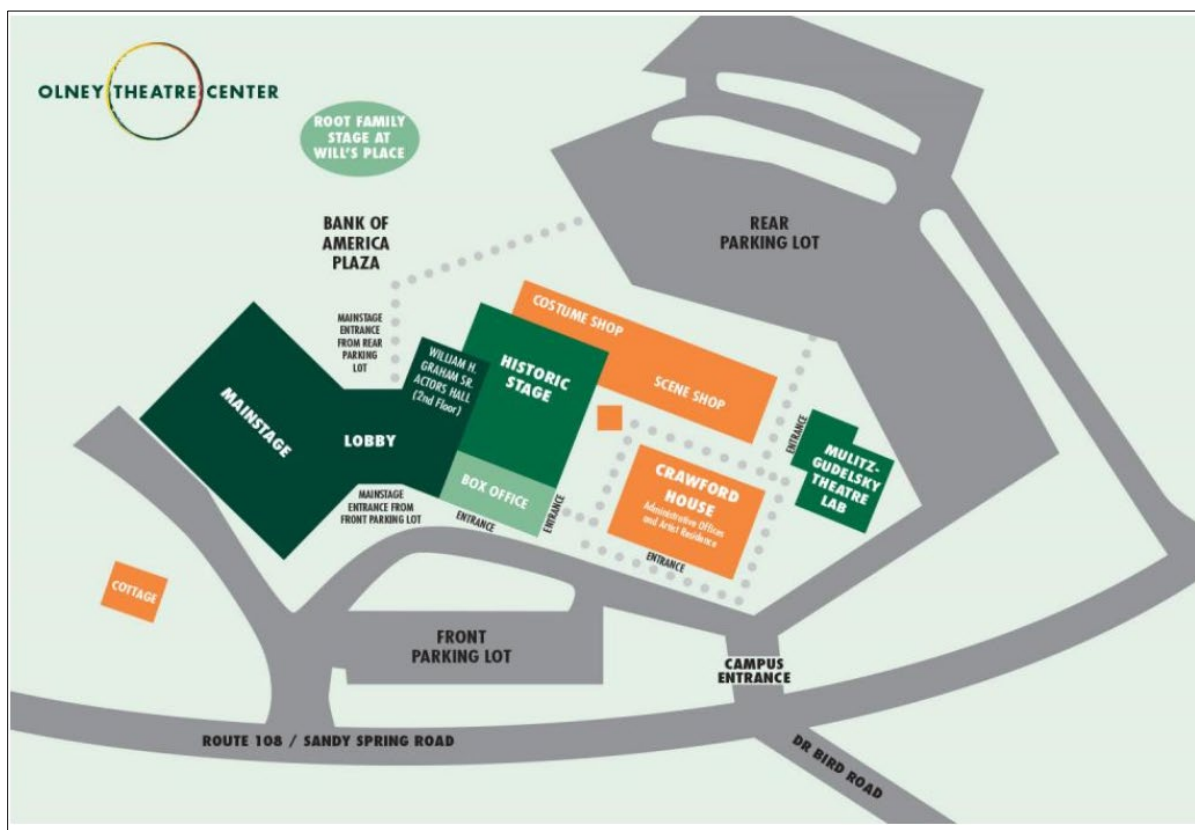 OLNEY THEATRE CENTER
ROOT FAMILY
STAGE AT
WILL'S PLACE
BANK OF
AMERICA
PLAZA
REAR
PARKING LOT
MAINSTAGE
ENTRANCE
FROM REAR
PARKING
LOT
COSTUME SHOP
SCENE SHOP
WILLIAM H.
GRAHAM SR.
ACTORS HALL
(2nd Floor)
HISTORIC
STAGE
MAINSTAGE
LOBBY
ENTRANCE
MULITZ-
GUDELSKY
THEATRE
LAB
BOX OFFICE
CRAWFORD
HOUSE
Administrative Offices
and Artist Residence
ENTRANCE
MAINSTAGE
ENTRANCE FROM
FRONT PARKING LOT
ENTRANCE
ENTRANCE
COTTAGE
FRONT
PARKING LOT
CAMPUS
ENTRANCE
ROUTE 108 / SANDY SPRING ROAD
DR BIRD ROAD